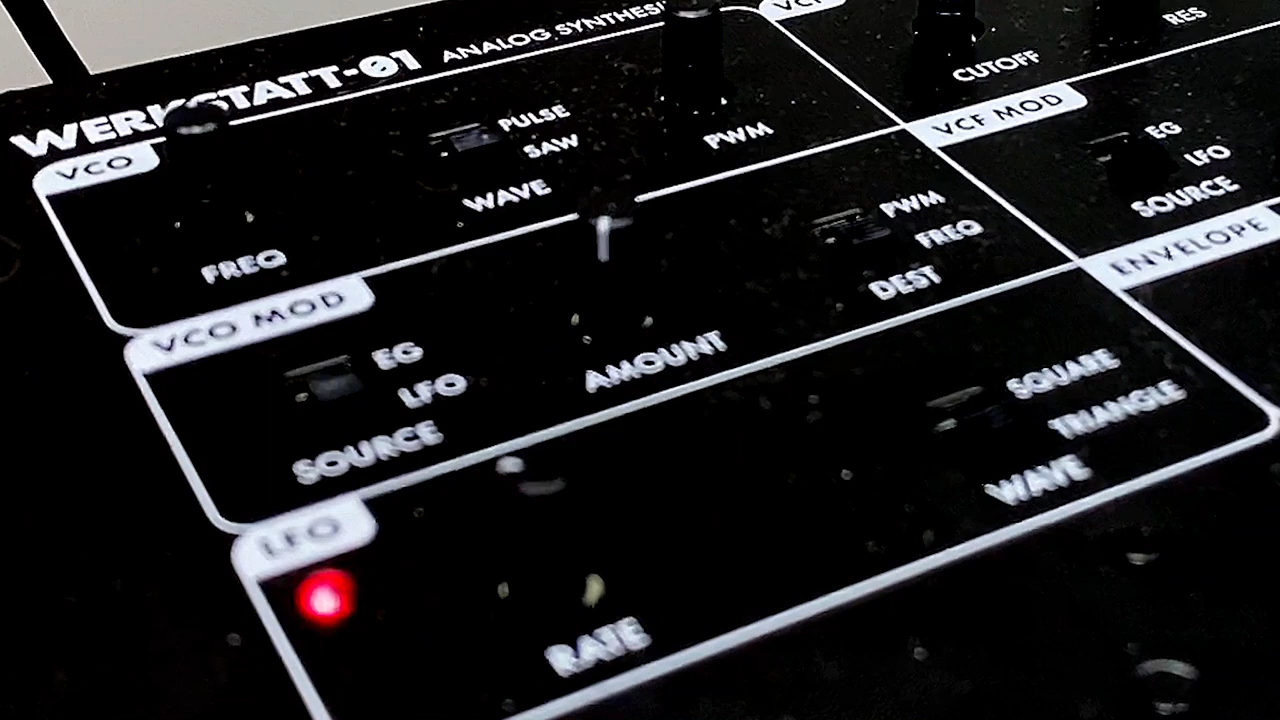 WERKSTATT-01 ANALOG SYNTHESI
VCO
FREQ
PULSE
SAW
WAVE
PWM
VCF
CUTOFF
RES
VCO MOD
EG
LFO
SOURCE
AMOUNT
PWM
FREQ
DEST
VCF MOD
EG
LFO
SOURCE
LFO
RATE
SQUARE
TRIANGLE
WAVE
ENVELOPE